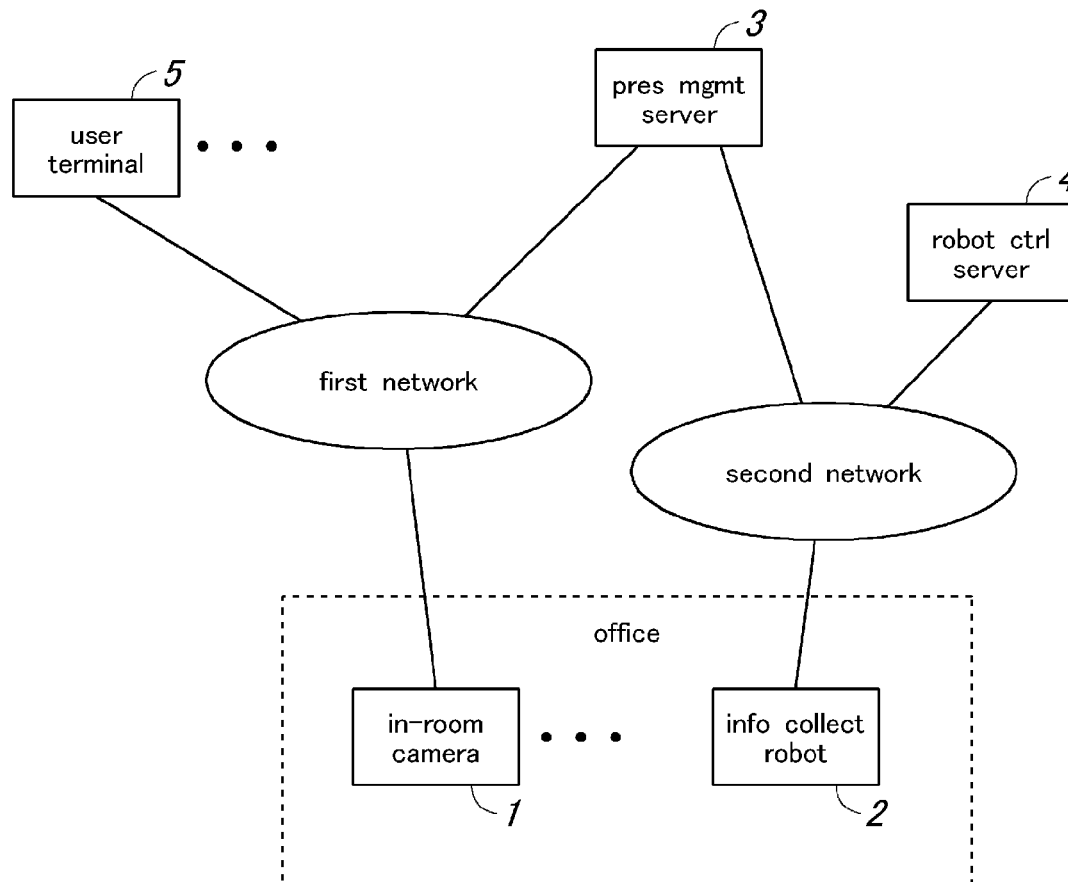 3
pres mgmt
server
5
user
terminal
4
robot ctrl
server
first network
second network
office
in-room
camera
1
info collect
robot
2